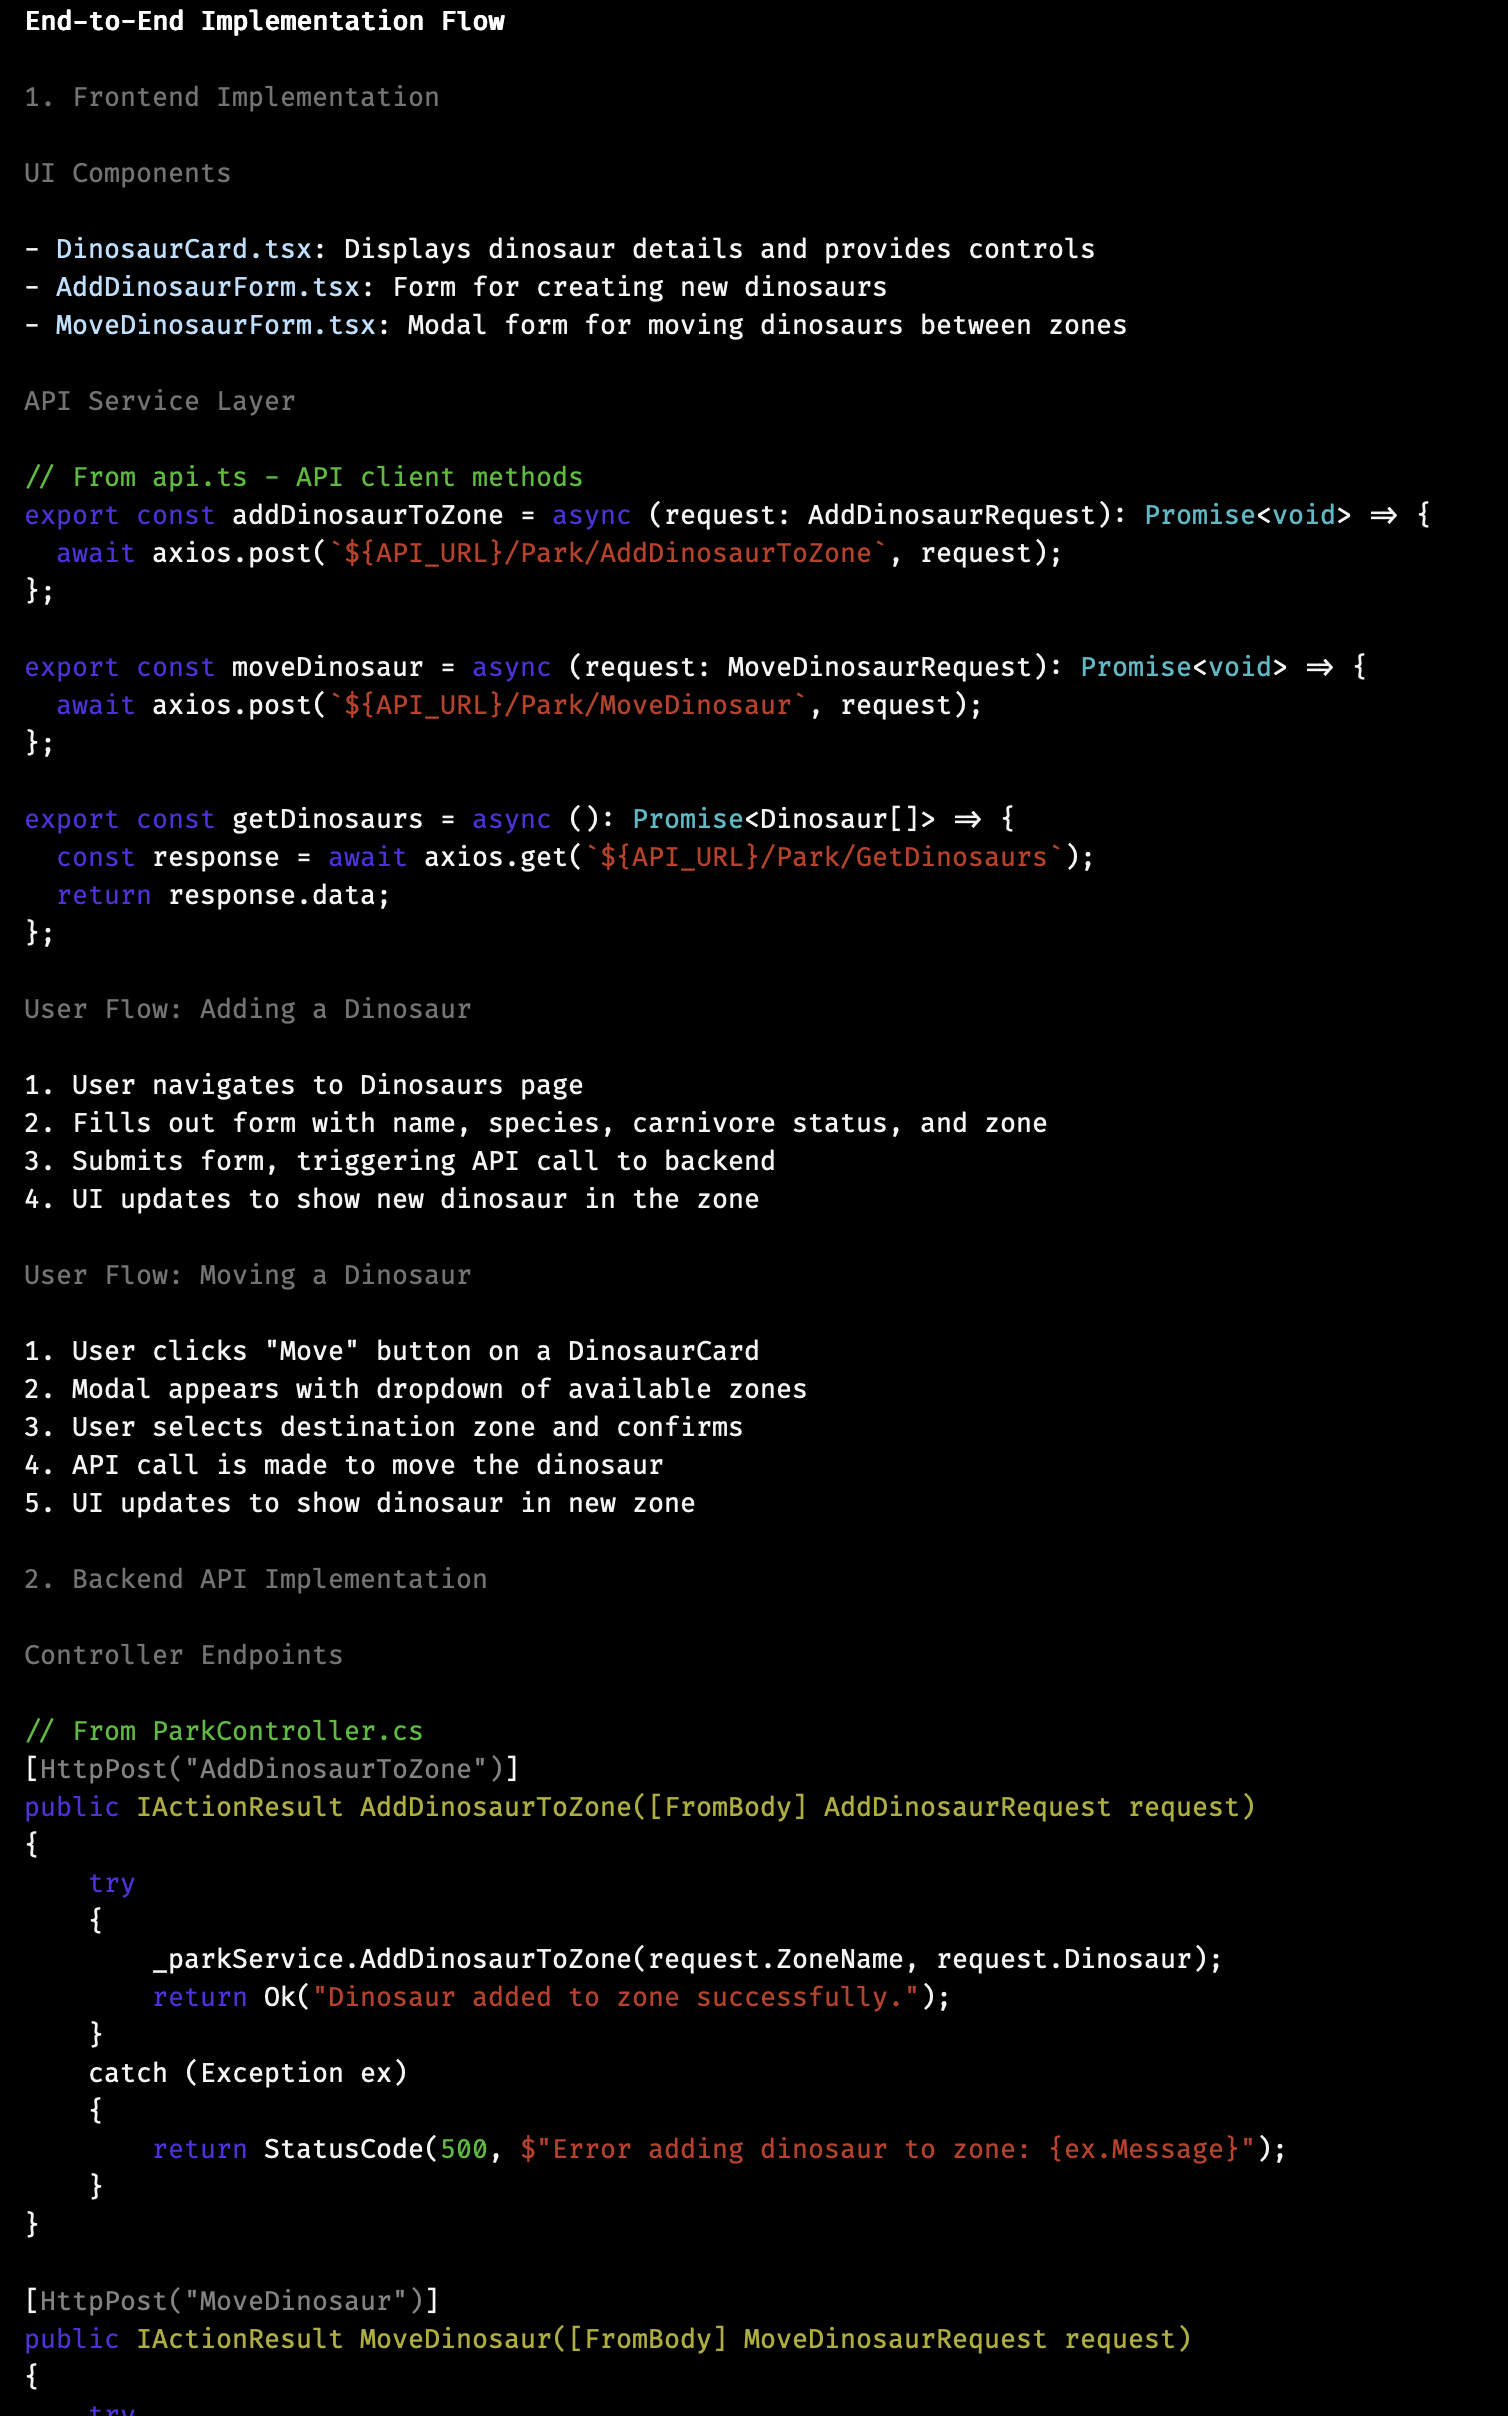 End-to-End Implementation Flow
1. Frontend Implementation
UI Components
- DinosaurCard.tsx: Displays dinosaur details and provides controls
- AddDinosaurForm.tsx: Form for creating new dinosaurs
- MoveDinosaurForm.tsx: Modal form for moving dinosaurs between zones
API Service Layer
// From api.ts - API client methods
export const addDinosaurToZone = async (request: AddDinosaurRequest): Promise<void> => {
  await axios.post(`${API_URL}/Park/AddDinosaurToZone`, request);
};
export const moveDinosaur = async (request: MoveDinosaurRequest): Promise<void> => {
  await axios.post(`${API_URL}/Park/MoveDinosaur`, request);
};
export const getDinosaurs = async (): Promise<Dinosaur[]> => {
  const response = await axios.get(`${API_URL}/Park/GetDinosaurs`);
  return response.data;
};
User Flow: Adding a Dinosaur
1. User navigates to Dinosaurs page
2. Fills out form with name, species, carnivore status, and zone
3. Submits form, triggering API call to backend
4. UI updates to show new dinosaur in the zone
User Flow: Moving a Dinosaur
1. User clicks "Move" button on a DinosaurCard
2. Modal appears with dropdown of available zones
3. User selects destination zone and confirms
4. API call is made to move the dinosaur
5. UI updates to show dinosaur in new zone
2. Backend API Implementation
Controller Endpoints
// From ParkController.cs
[HttpPost("AddDinosaurToZone")]
public IActionResult AddDinosaurToZone([FromBody] AddDinosaurRequest request)
{
    try
    {
        _parkService.AddDinosaurToZone(request.ZoneName, request.Dinosaur);
        return Ok("Dinosaur added to zone successfully.");
    }
    catch (Exception ex)
    {
        return StatusCode(500, $"Error adding dinosaur to zone: {ex.Message}");
    }
}
[HttpPost("MoveDinosaur")]
public IActionResult MoveDinosaur([FromBody] MoveDinosaurRequest request)
{
    try